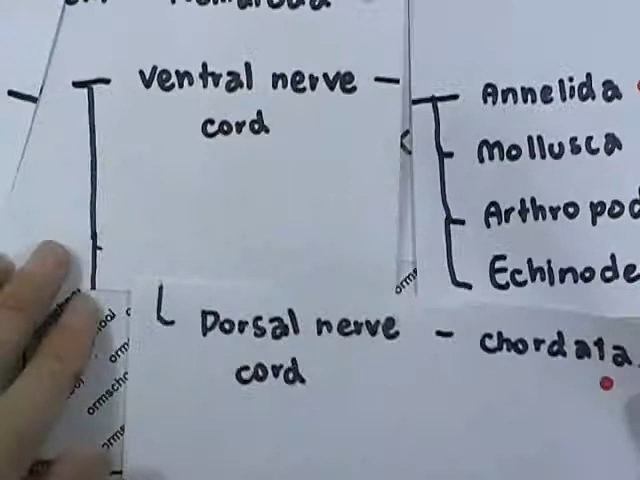 ventral nerve
cord
Annelida
Mollusca
Arthropod
Echinode
Dorsal nerve - chordata
cord